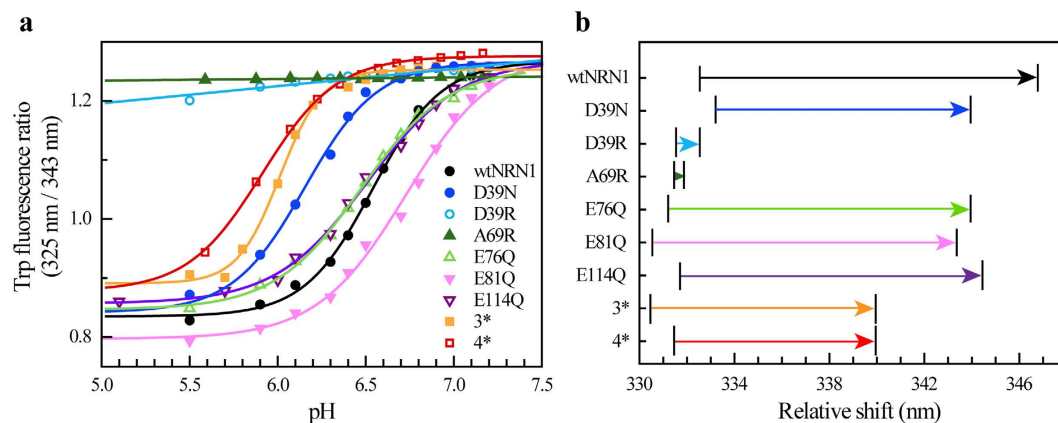 a
Trp fluorescence ratio
(325 nm / 343 nm)
1.2
1.0
0.8
5.0 5.5 6.0 6.5 7.0 7.5
pH
wtNRN1
D39N
D39R
A69R
E76Q
E81Q
E114Q
3*
4*
b
wtNRN1
D39N
D39R
A69R
E76Q
E81Q
E114Q
3*
4*
330 334 338 342 346
Relative shift (nm)